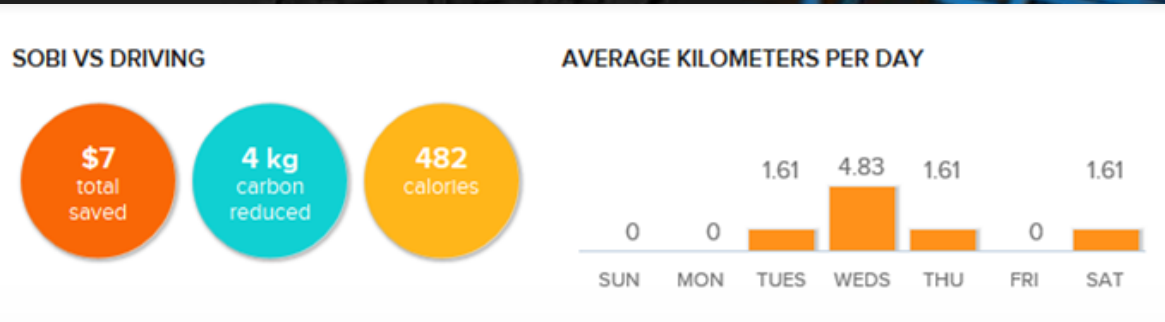 SOBI VS DRIVING
$7
total
saved
4 kg
carbon
reduced
482
calories
AVERAGE KILOMETERS PER DAY
0 0 1.61 4.83 1.61 0 1.61
SUN MON TUES WEDS THU FRI SAT